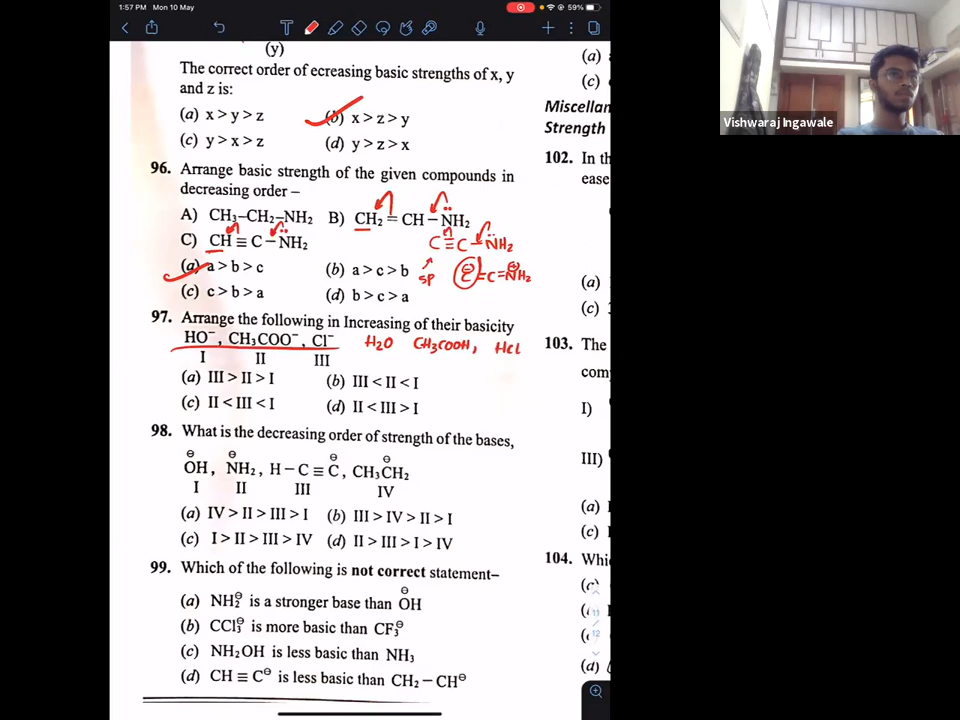 1:57 PM Mon 10 May
59%
(y)
The correct order of ecreasing basic strengths of x, y
and z is:
(a) x > y > z
(b) x > z > y
(c) y > x > z
(d) y > z > x
96. Arrange basic strength of the given compounds in
decreasing order –
A) CH₃–CH₂–NH₂ B) CH₂ = CH – NH₂
C) CH ≡ C – NH₂
C ≡ C – NH₂
(a) a > b > c
(b) a > c > b
sp
C = C = NH₂
(c) c > b > a
(d) b > c > a
97. Arrange the following in Increasing of their basicity
HO⁻, CH₃COO⁻, Cl⁻
H₂O CH₃COOH, HCl
I II III
(a) III > II > I
(b) III < II < I
(c) II < III < I
(d) II < III > I
98. What is the decreasing order of strength of the bases,
⊖ ⊖ ⊖ ⊖
OH, NH₂, H – C ≡ C, CH₃CH₂
I II III IV
(a) IV > II > III > I
(b) III > IV > II > I
(c) I > II > III > IV
(d) II > III > I > IV
99. Which of the following is not correct statement–
(a) NH₂⊖ is a stronger base than ⊖OH
(b) CCl₃⊖ is more basic than CF₃⊖
(c) NH₂OH is less basic than NH₃
(d) CH ≡ C⊖ is less basic than CH₂ – CH⊖
(a)
(c)
Miscellan
Strength
102. In th
ease
(a)
(c)
103. The
com
I)
III)
(a)
(c)
104. Whi
(c)
11
12
(d)
Vishwaraj Ingawale